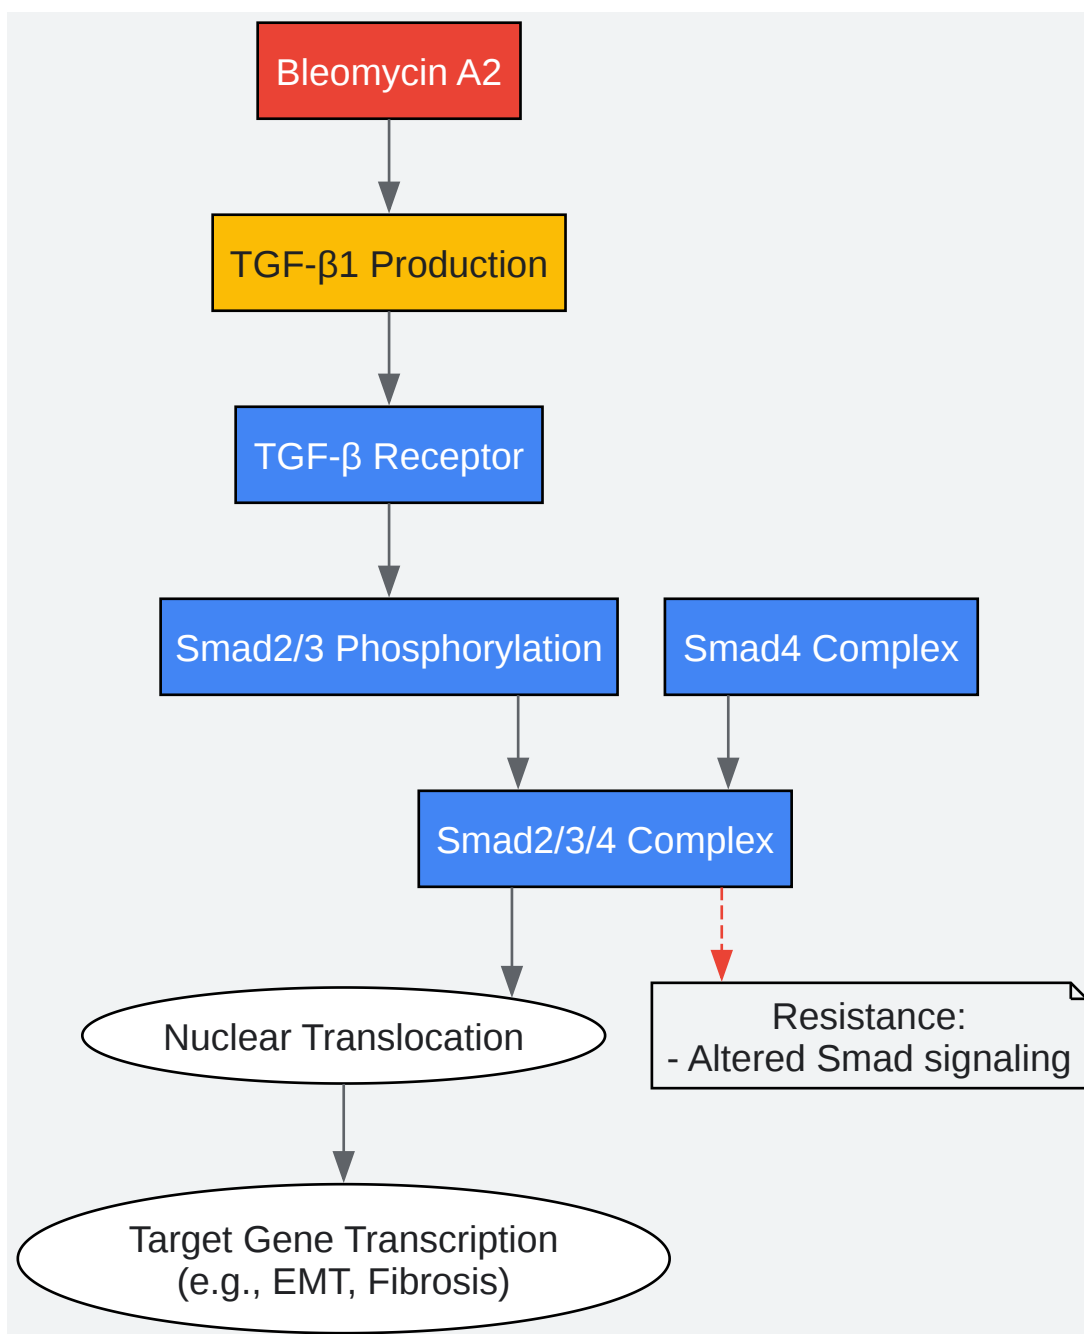 Bleomycin A2
TGF-β1 Production
TGF-β Receptor
Smad2/3 Phosphorylation
Smad4 Complex
Smad2/3/4 Complex
Nuclear Translocation
Resistance:
- Altered Smad signaling
Target Gene Transcription
(e.g., EMT, Fibrosis)